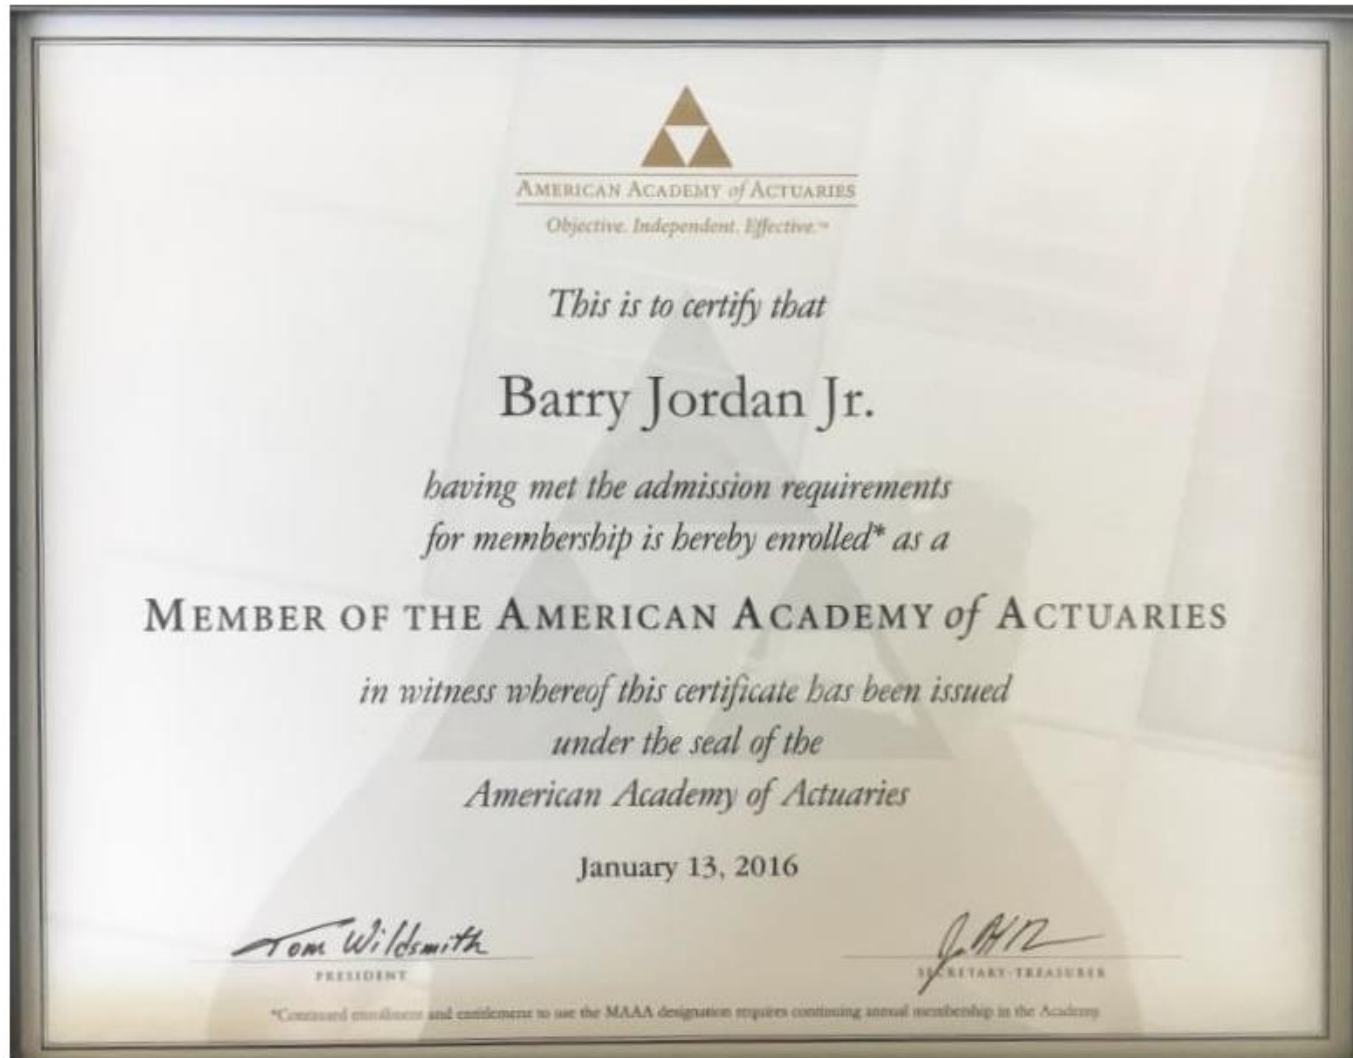 AMERICAN ACADEMY of ACTUARIES
Objective. Independent. Effective.™
This is to certify that
Barry Jordan Jr.
having met the admission requirements
for membership is hereby enrolled* as a
MEMBER OF THE AMERICAN ACADEMY of ACTUARIES
in witness whereof this certificate has been issued
under the seal of the
American Academy of Actuaries
January 13, 2016
Tom Wildsmith
PRESIDENT
SECRETARY-TREASURER
*Continued enrollment and entitlement to use the MAAA designation requires continuing annual membership in the Academy.